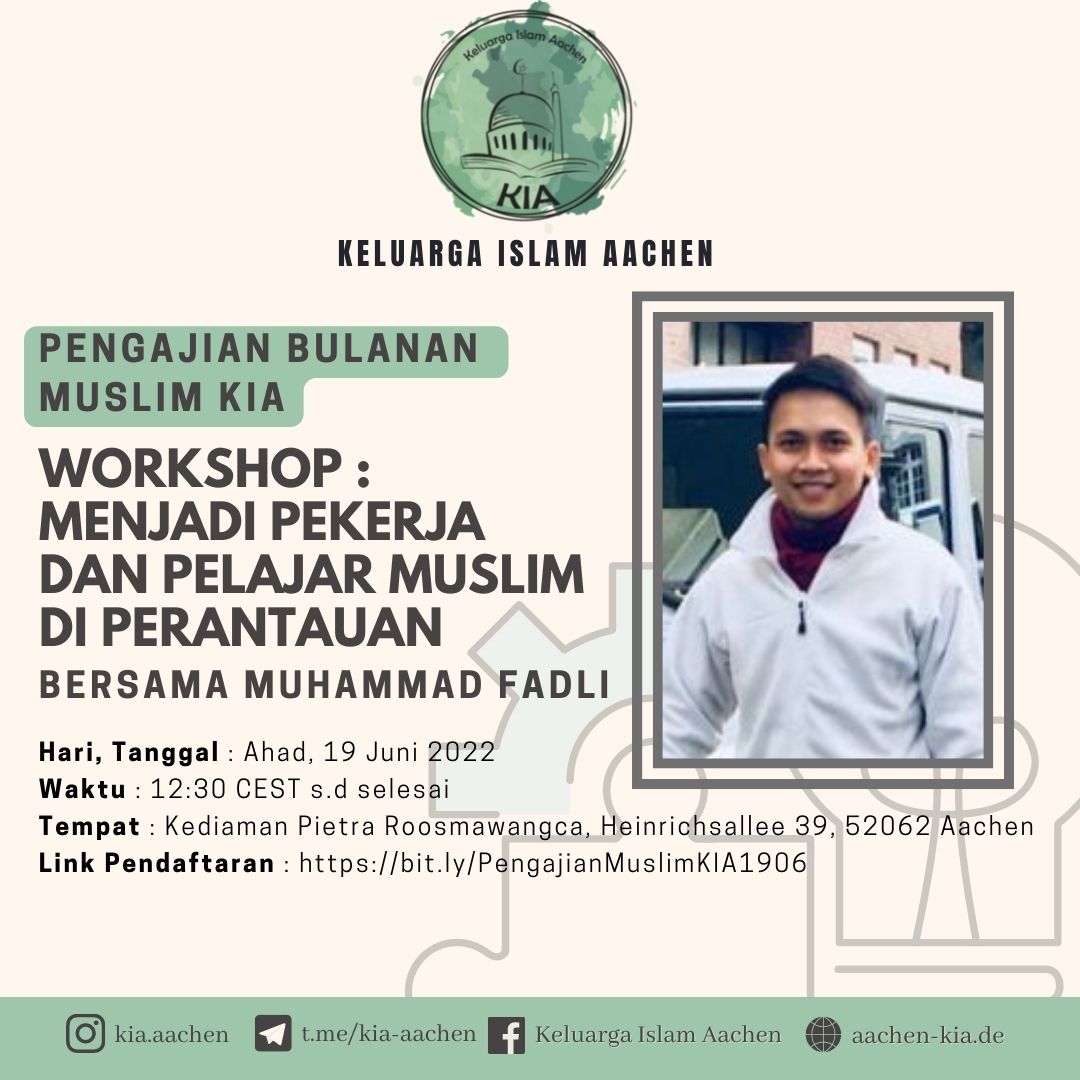 Keluarga Islam Aachen
KIA
KELUARGA ISLAM AACHEN
PENGAJIAN BULANAN
MUSLIM KIA
WORKSHOP :
MENJADI PEKERJA
DAN PELAJAR MUSLIM
DI PERANTAUAN
BERSAMA MUHAMMAD FADLI
Hari, Tanggal : Ahad, 19 Juni 2022
Waktu : 12:30 CEST s.d selesai
Tempat : Kediaman Pietra Roosmawangca, Heinrichsallee 39, 52062 Aachen
Link Pendaftaran : https://bit.ly/PengajianMuslimKIA1906
kia.aachen t.me/kia-aachen Keluarga Islam Aachen aachen-kia.de